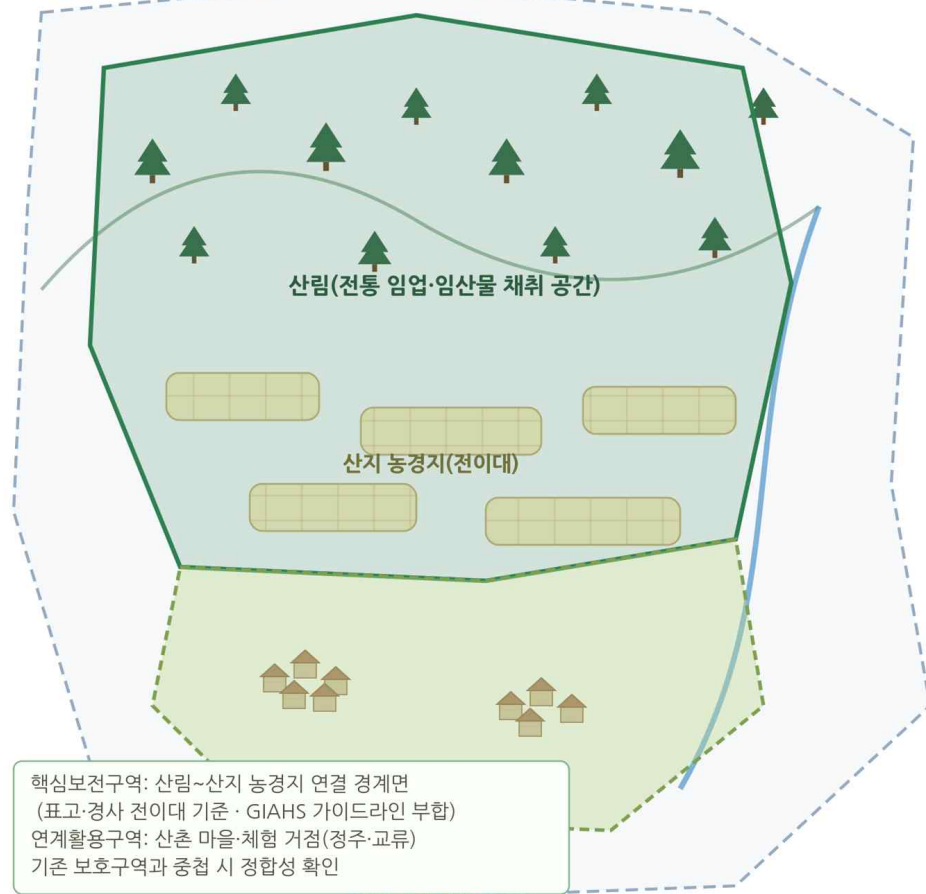 산림(전통 임업·임산물 채취 공간)
산지 농경지(전이대)
핵심보전구역: 산림~산지 농경지 연결 경계면
(표고·경사 전이대 기준 · GIAHS 가이드라인 부합)
연계활용구역: 산촌 마을·체험 거점(정주·교류)
기존 보호구역과 중첩 시 정합성 확인